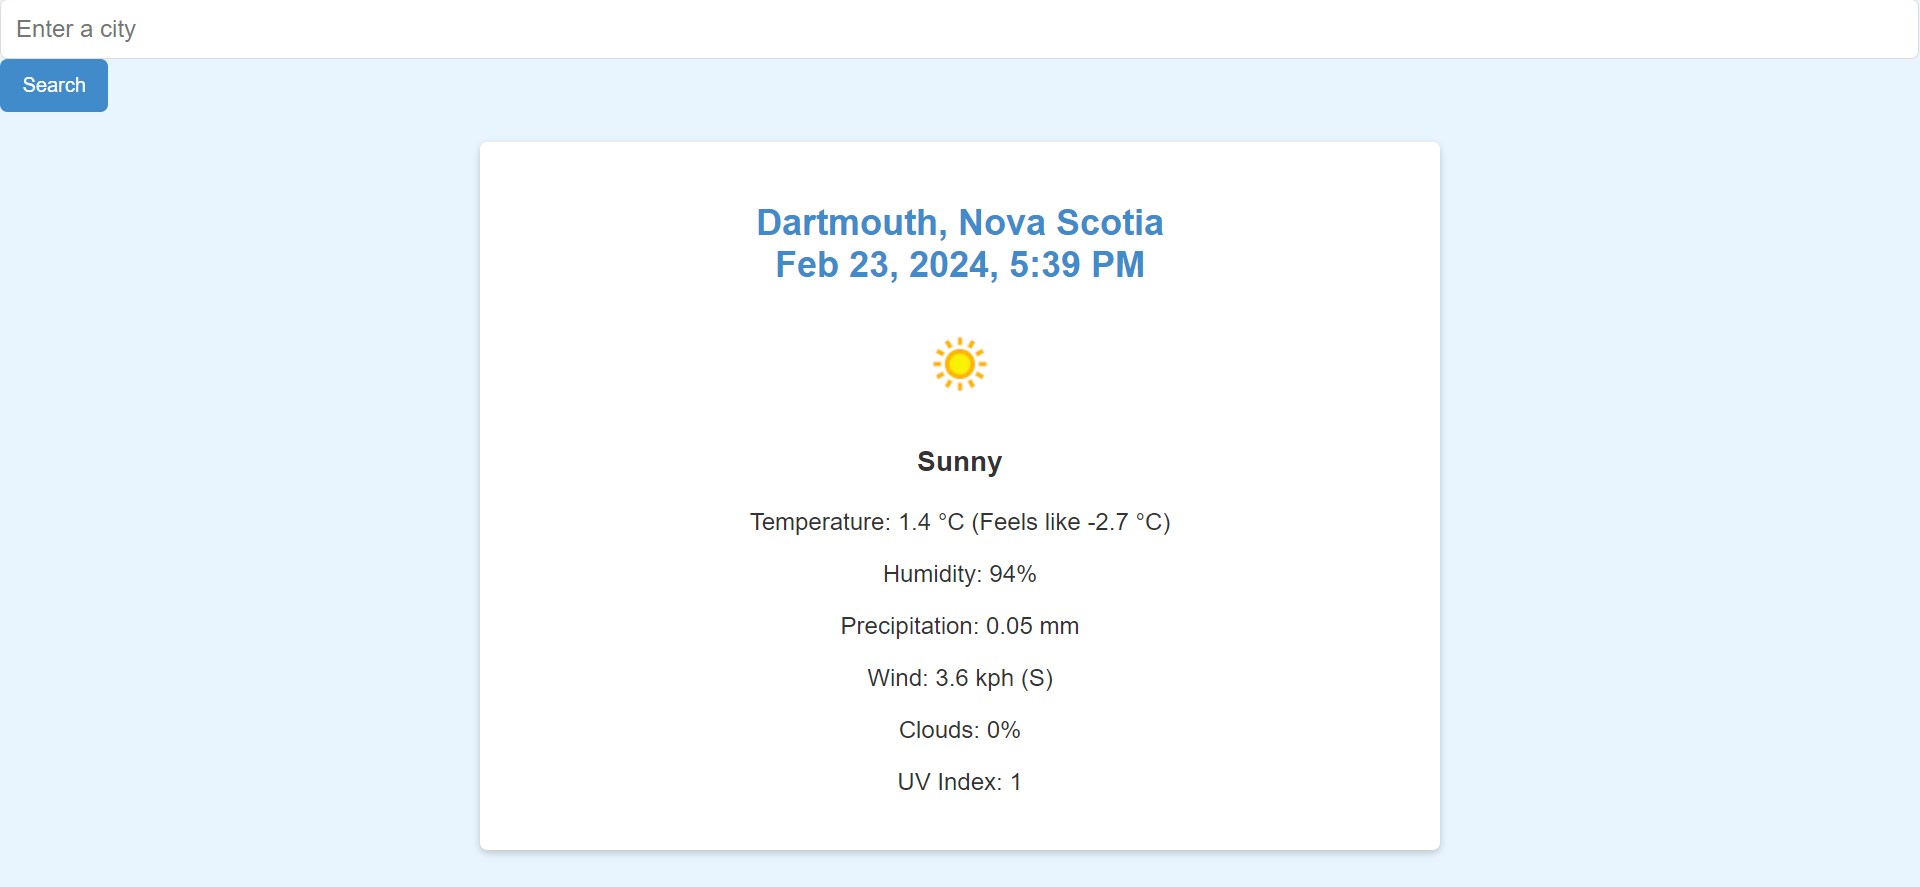 Enter a city
Search
Dartmouth, Nova Scotia
Feb 23, 2024, 5:39 PM
Sunny
Temperature: 1.4 °C (Feels like -2.7 °C)
Humidity: 94%
Precipitation: 0.05 mm
Wind: 3.6 kph (S)
Clouds: 0%
UV Index: 1